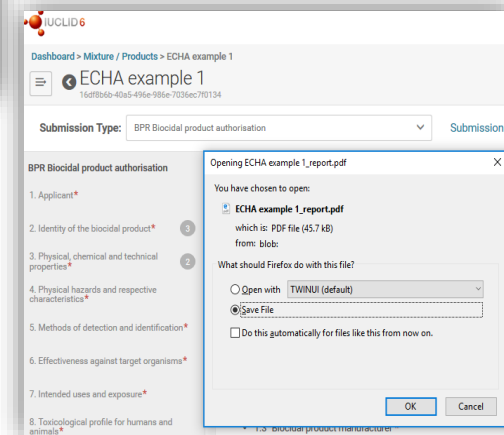 IUCLID 6
Dashboard > Mixture / Products > ECHA example 1
ECHA example 1
16df8b6b-40a5-496e-986e-7036ec7f0134
Submission Type: BPR Biocidal product authorisation
Submission
BPR Biocidal product authorisation
1. Applicant*
2. Identity of the biocidal product* 3
3. Physical, chemical and technical
properties* 2
4. Physical hazards and respective
characteristics*
5. Methods of detection and identification*
6. Effectiveness against target organisms*
7. Intended uses and exposure*
8. Toxicological profile for humans and
animals*
Opening ECHA example 1_report.pdf
You have chosen to open:
ECHA example 1_report.pdf
which is: PDF file (45.7 kB)
from: blob:
What should Firefox do with this file?
Open with TWINUI (default)
Save File
Do this automatically for files like this from now on.
OK Cancel
1.3 Biocidal product manufacturer *